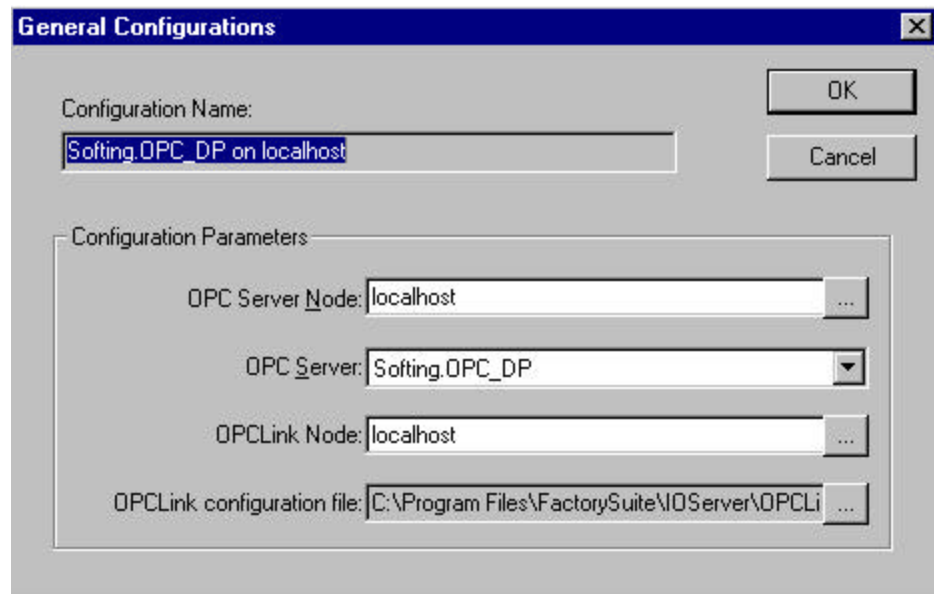 General Configurations
Configuration Name:
OK
Softing.OPC_DP on localhost
Cancel
Configuration Parameters
OPC Server Node: localhost ...
OPC Server: Softing.OPC_DP
OPCLink Node: localhost ...
OPCLink configuration file: C:\Program Files\FactorySuite\IOServer\OPCLi ...